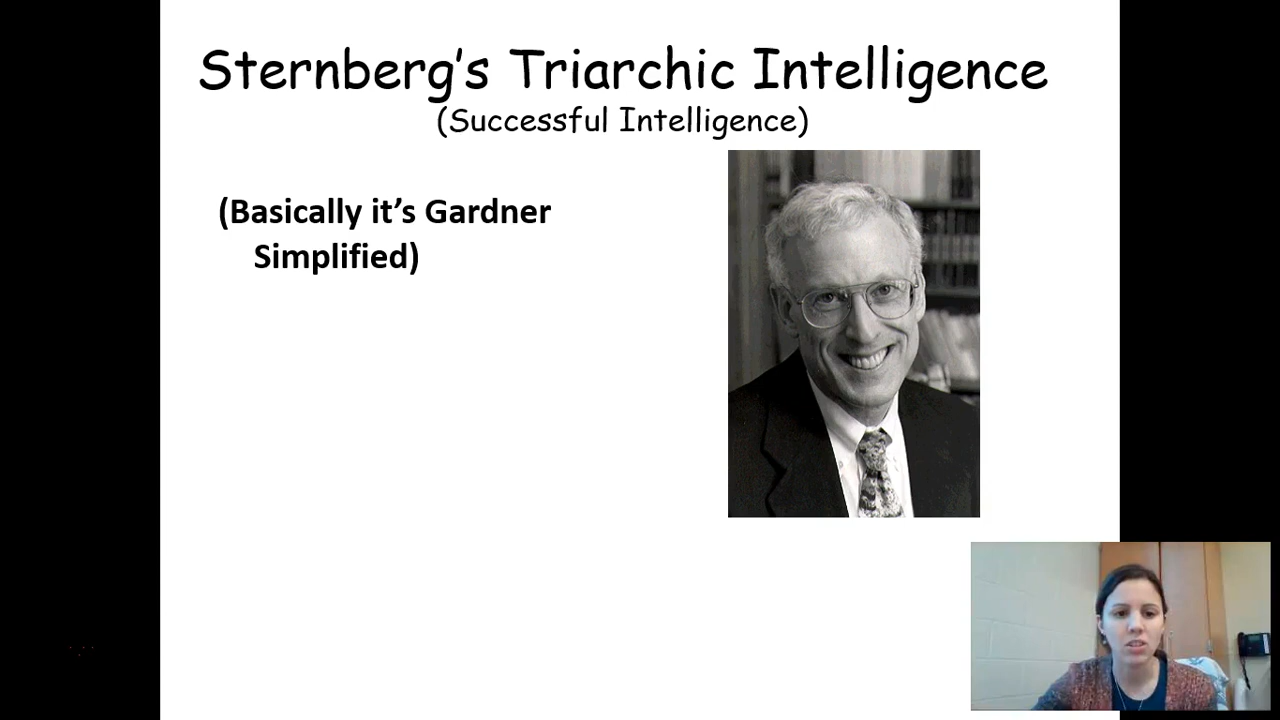 Sternberg's Triarchic Intelligence
(Successful Intelligence)
(Basically it’s Gardner
Simplified)